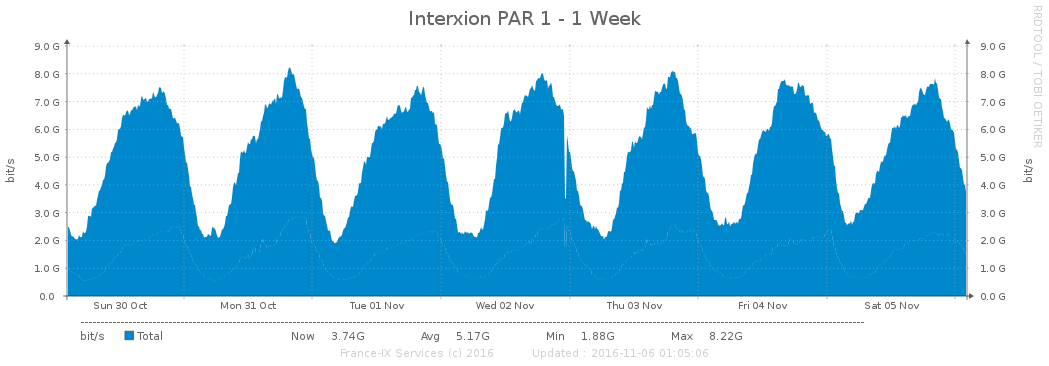 Interxion PAR 1 - 1 Week
RRDTOOL / TOBI OETIKER
9.0 G 9.0 G
8.0 G 8.0 G
7.0 G 7.0 G
6.0 G 6.0 G
5.0 G 5.0 G
4.0 G 4.0 G
3.0 G 3.0 G
2.0 G 2.0 G
1.0 G 1.0 G
0.0 0.0 G
bit/s bit/s
Sun 30 Oct Mon 31 Oct Tue 01 Nov Wed 02 Nov Thu 03 Nov Fri 04 Nov Sat 05 Nov
bit/s Total Now 3.74G Avg 5.17G Min 1.88G Max 8.22G
France-IX Services (c) 2016 Updated : 2016-11-06 01:05:06